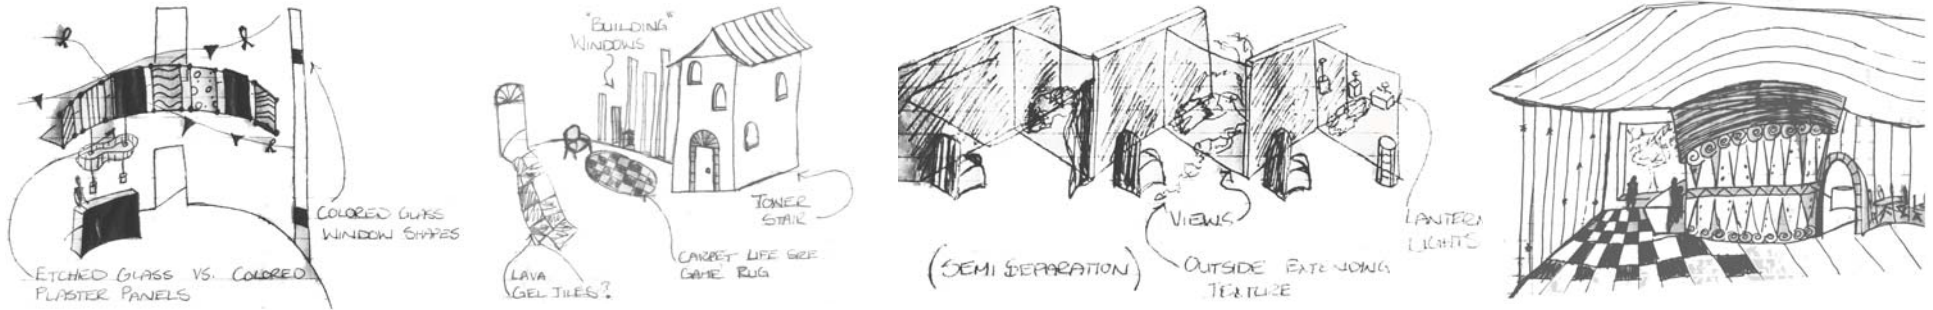 COLORED GLASS
WINDOW SHAPES
ETCHED GLASS VS. COLORED
PLASTER PANELS
"BUILDING"
WINDOWS
TOWER
STAIR
CARPET LIFE SIZE
GAME RUG
LAVA
GEL TILES?
VIEWS
LANTERN
LIGHTS
(SEMI SEPARATION)
OUTSIDE EXTENDING
TEXTURE